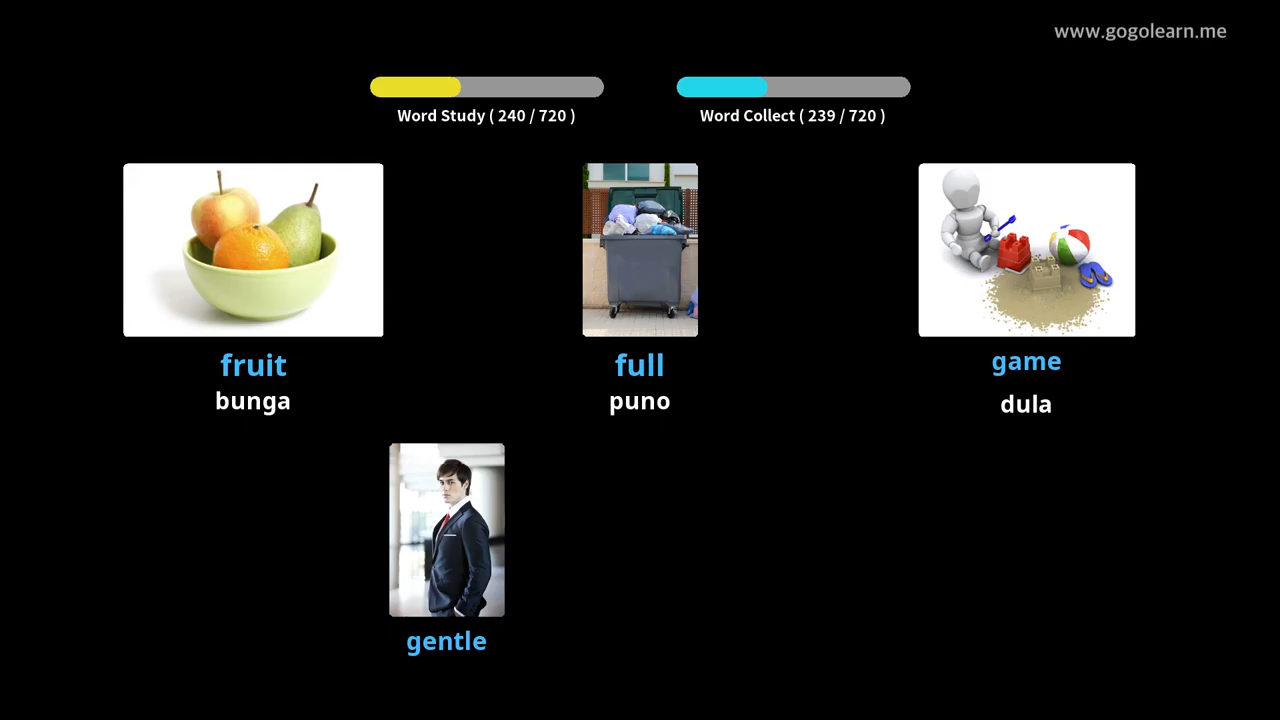 www.gogolearn.me
Word Study ( 240 / 720 )
Word Collect ( 239 / 720 )
fruit
bunga
full
puno
game
dula
gentle